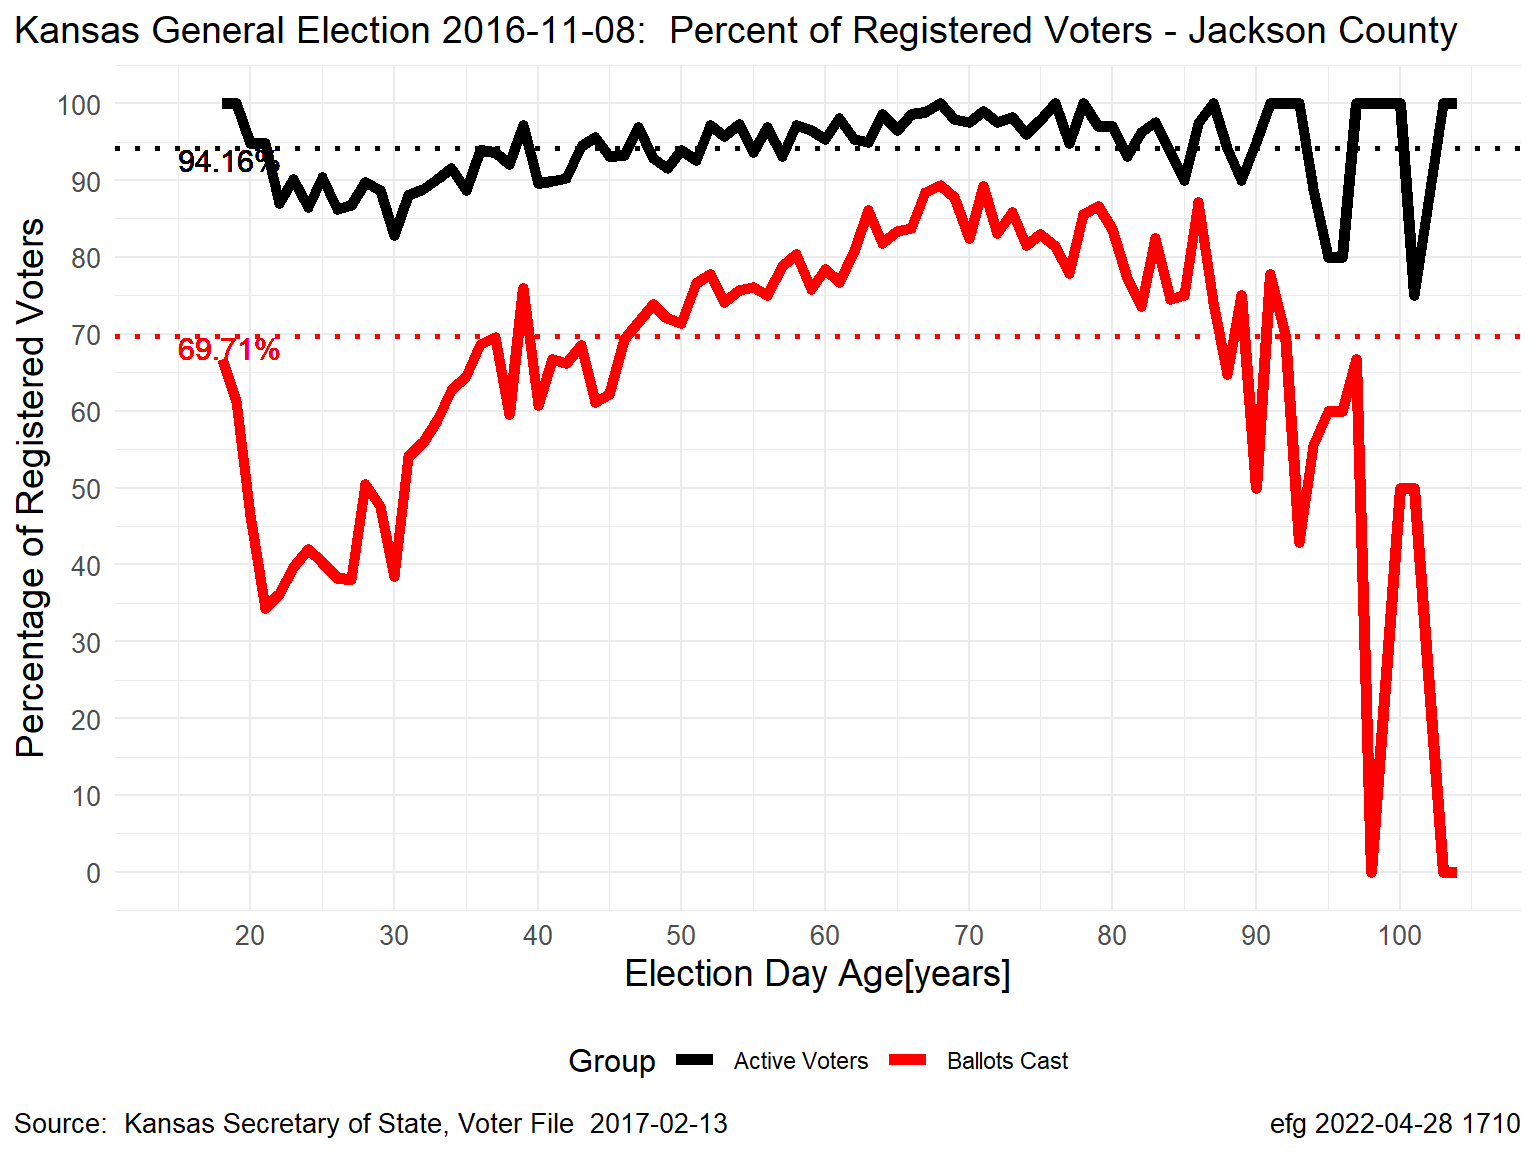 Kansas General Election 2016-11-08:  Percent of Registered Voters - Jackson County
Percentage of Registered Voters
100
90
80
70
60
50
40
30
20
10
0
94.16%
69.71%
20 30 40 50 60 70 80 90 100
Election Day Age[years]
Group Active Voters Ballots Cast
Source:  Kansas Secretary of State, Voter File  2017-02-13
efg 2022-04-28 1710